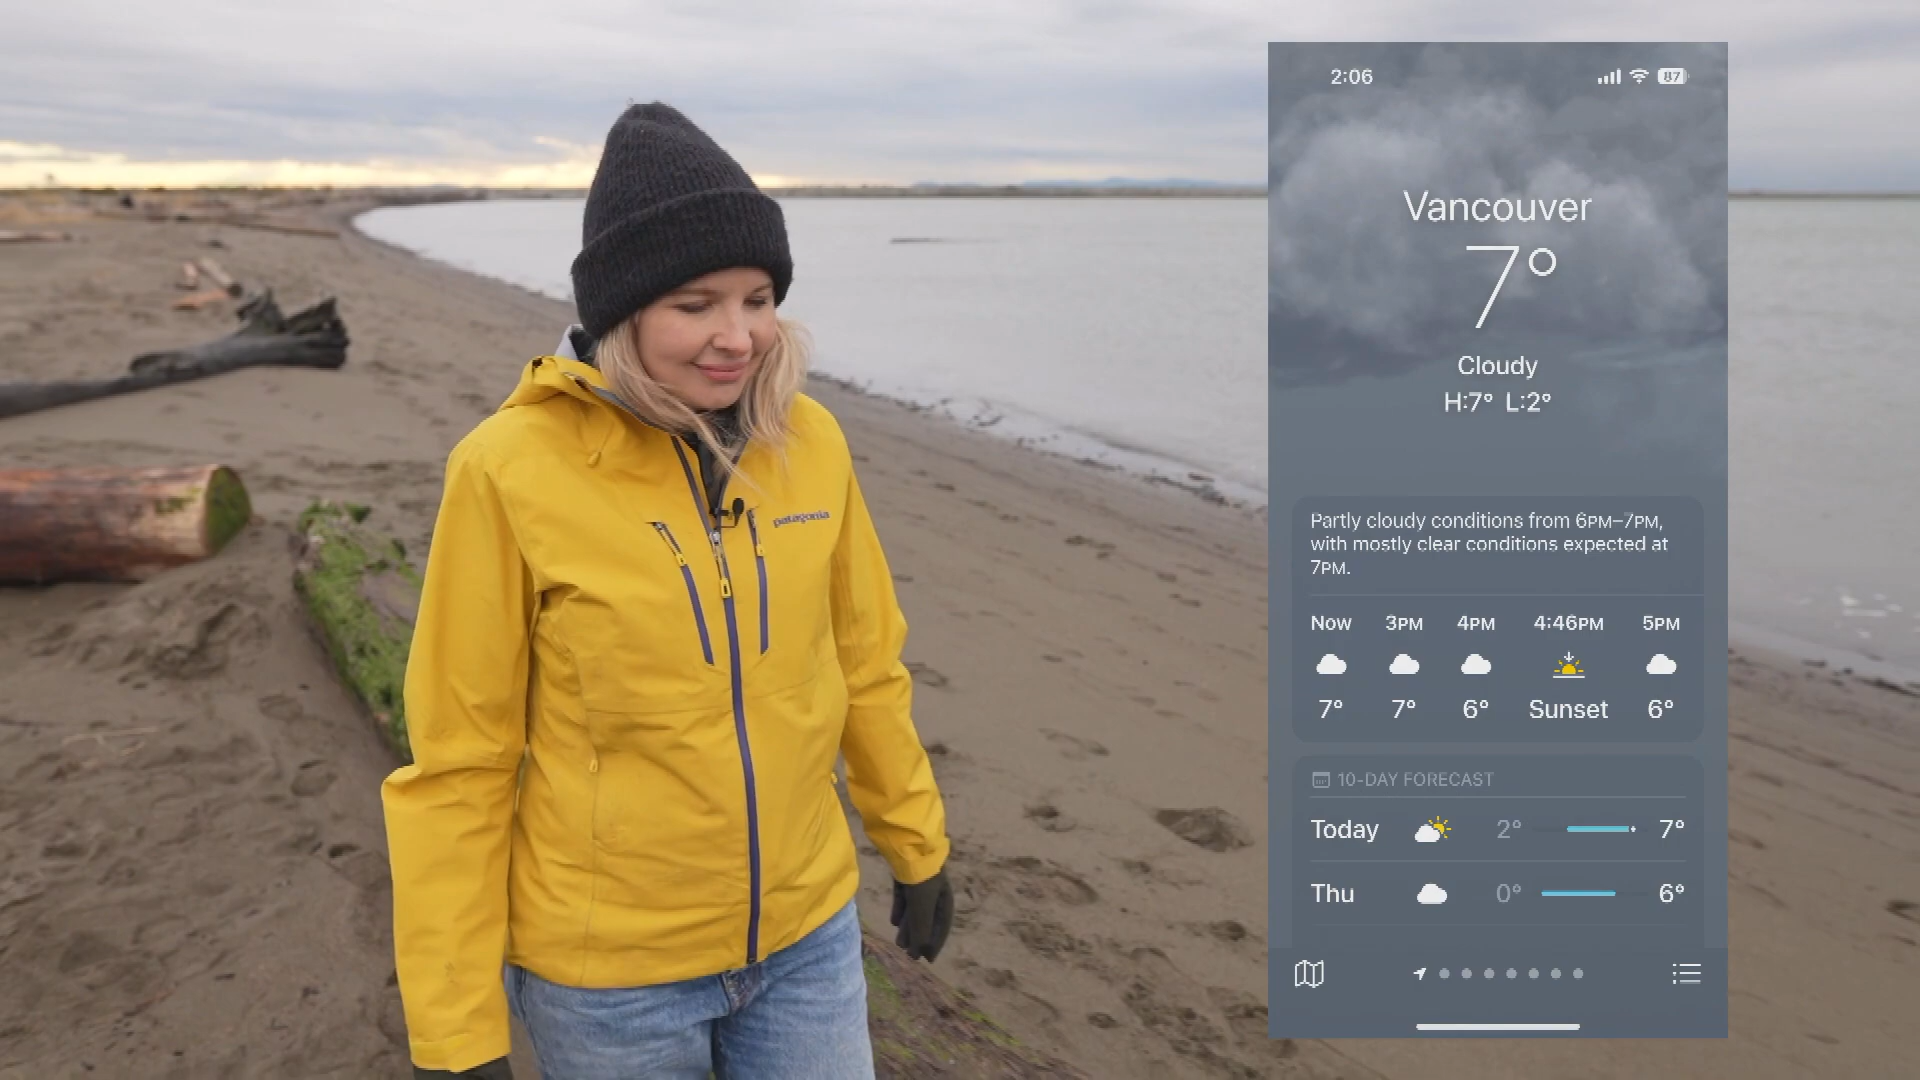 patagonia
2:06
87
Vancouver
7°
Cloudy
H:7° L:2°
Partly cloudy conditions from 6PM–7PM,
with mostly clear conditions expected at
7PM.
Now 3PM 4PM 4:46PM 5PM
7° 7° 6° Sunset 6°
10-DAY FORECAST
Today 2° 7°
Thu 0° 6°